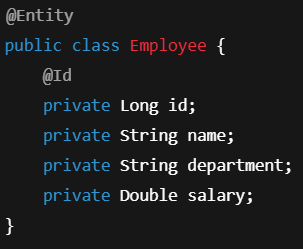 @Entity
public class Employee {
    @Id
    private Long id;
    private String name;
    private String department;
    private Double salary;
}